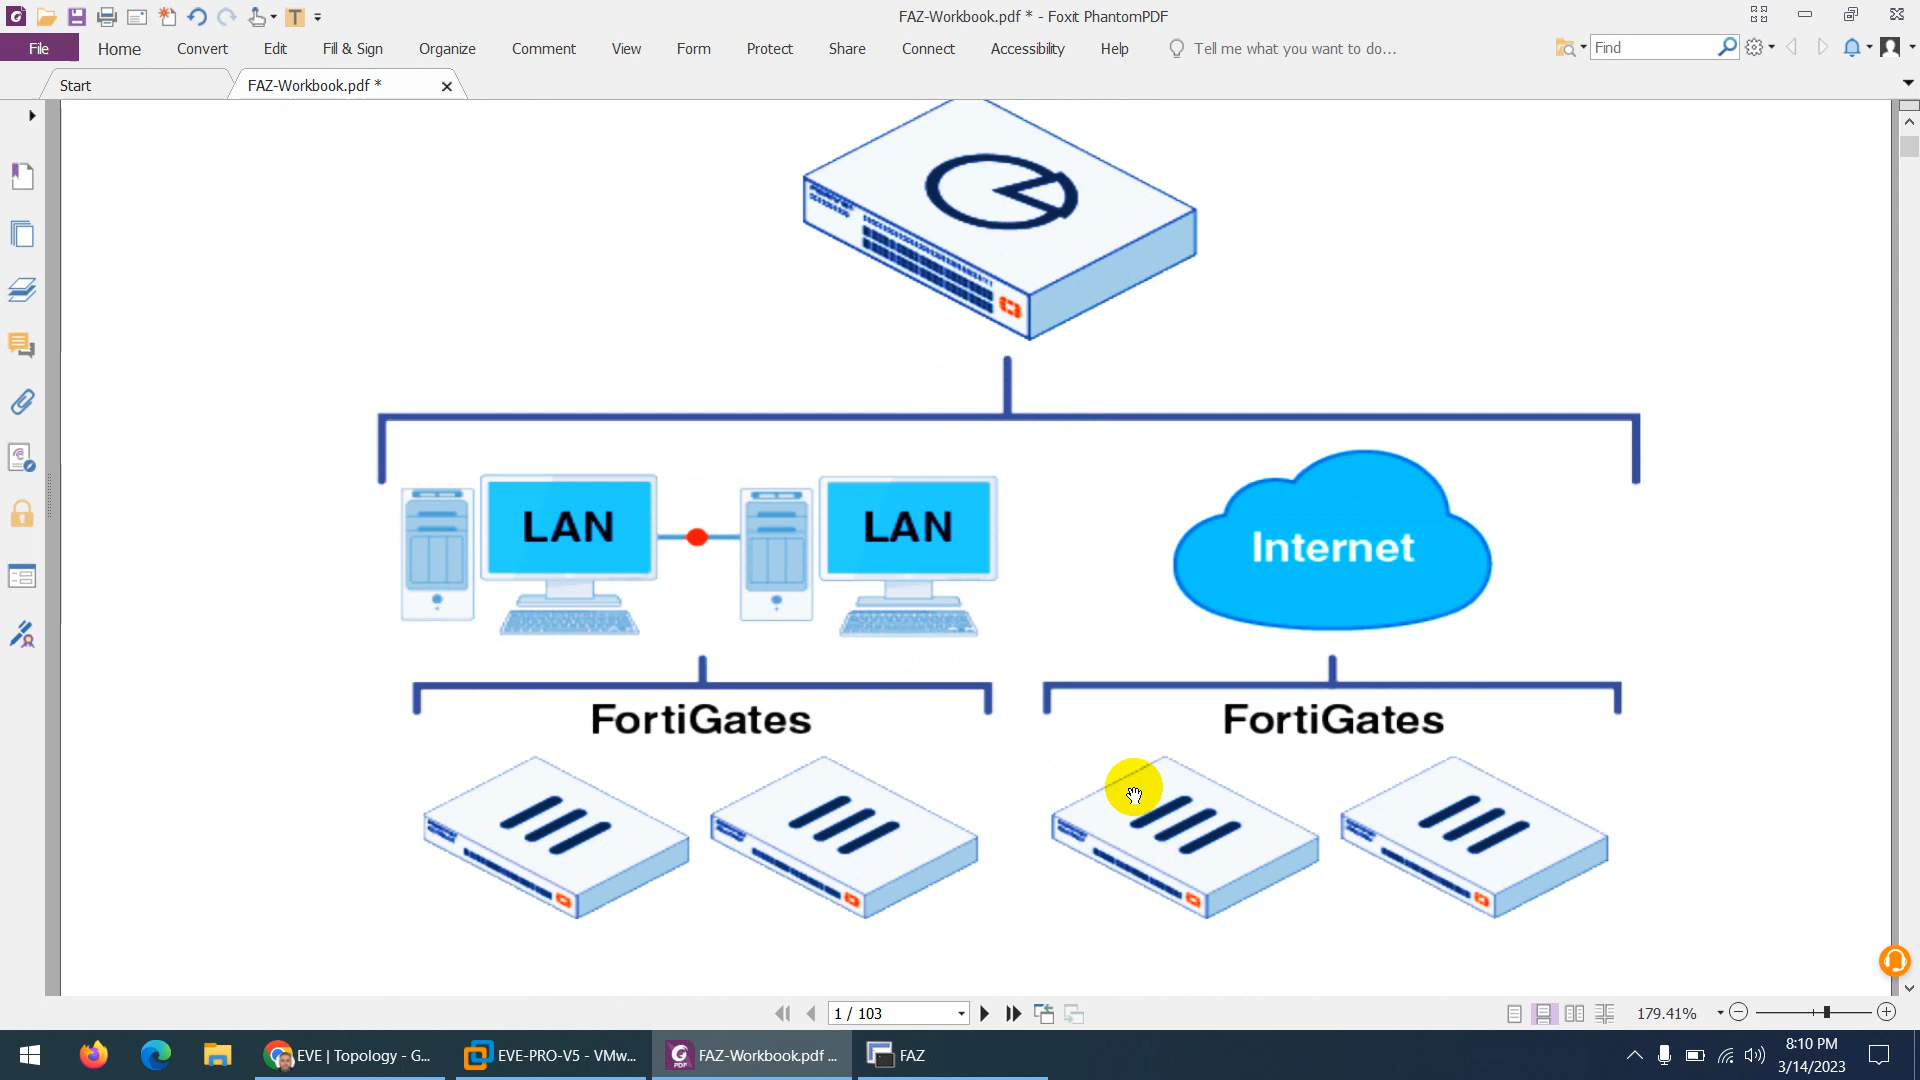 FAZ-Workbook.pdf * - Foxit PhantomPDF
File Home Convert Edit Fill & Sign Organize Comment View Form Protect Share Connect Accessibility Help Tell me what you want to do... Find
Start FAZ-Workbook.pdf *
LAN LAN
Internet
FortiGates FortiGates
1 / 103 179.41%
EVE | Topology - G... EVE-PRO-V5 - VMw... FAZ-Workbook.pdf ... FAZ 8:10 PM
3/14/2023